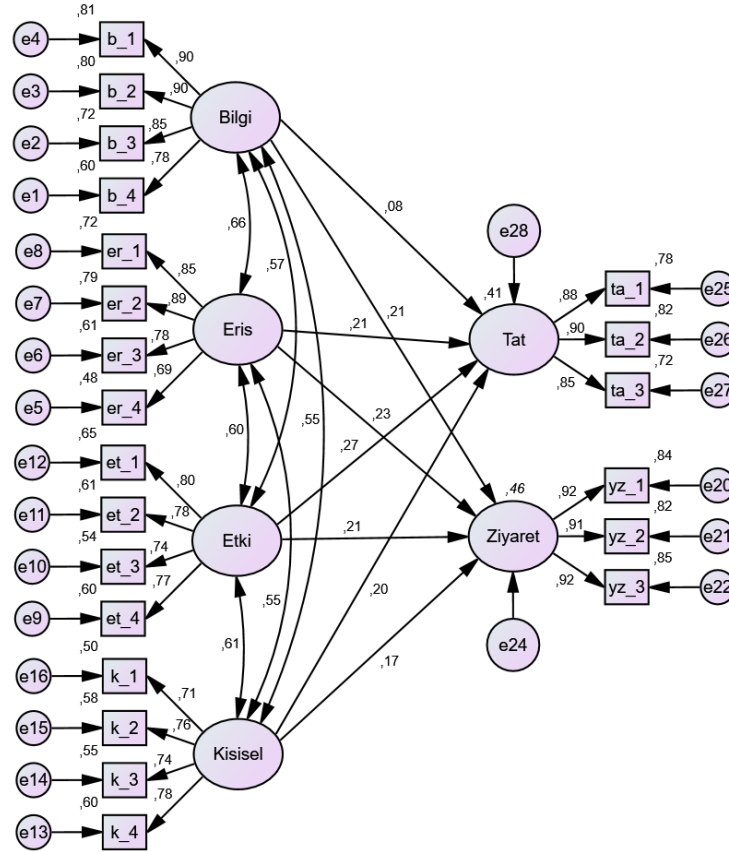 ,81
e4 b_1
,90
,80
e3 b_2
,90
Bilgi
,72
e2 b_3
,85
,60
e1 b_4
,78
,72
e8 er_1
,85
,79
e7 er_2
,89
Eris
,61
e6 er_3
,78
,48
e5 er_4
,69
,65
e12 et_1
,80
,61
e11 et_2
,78
Etki
,54
e10 et_3
,74
,60
e9 et_4
,77
,50
e16 k_1
,71
,58
e15 k_2
,76
Kisisel
,55
e14 k_3
,74
,60
e13 k_4
,78
,66
,57
,60
,55
,55
,61
,08
,21
,21
,23
,27
,21
,20
,17
e28
,41
Tat
,88
ta_1
,78
e25
,90
ta_2
,82
e26
,85
ta_3
,72
e27
,46
Ziyaret
,92
yz_1
,84
e20
,91
yz_2
,82
e21
,92
yz_3
,85
e22
e24